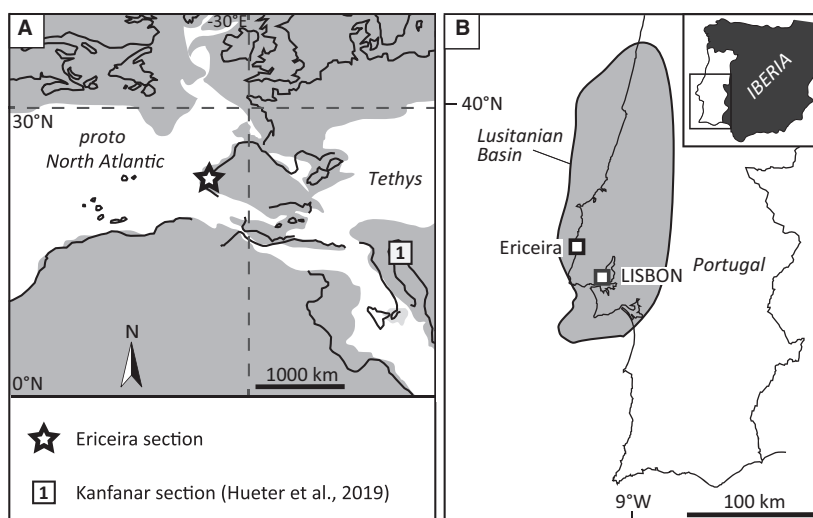 A
-30°E
30°N
proto
North Atlantic
Tethys
1
N
1000 km
0°N
Ericeira section
1 Kanfanar section (Hueter et al., 2019)
B
IBERIA
40°N
Lusitanian
Basin
Ericeira
LISBON
Portugal
9°W
100 km